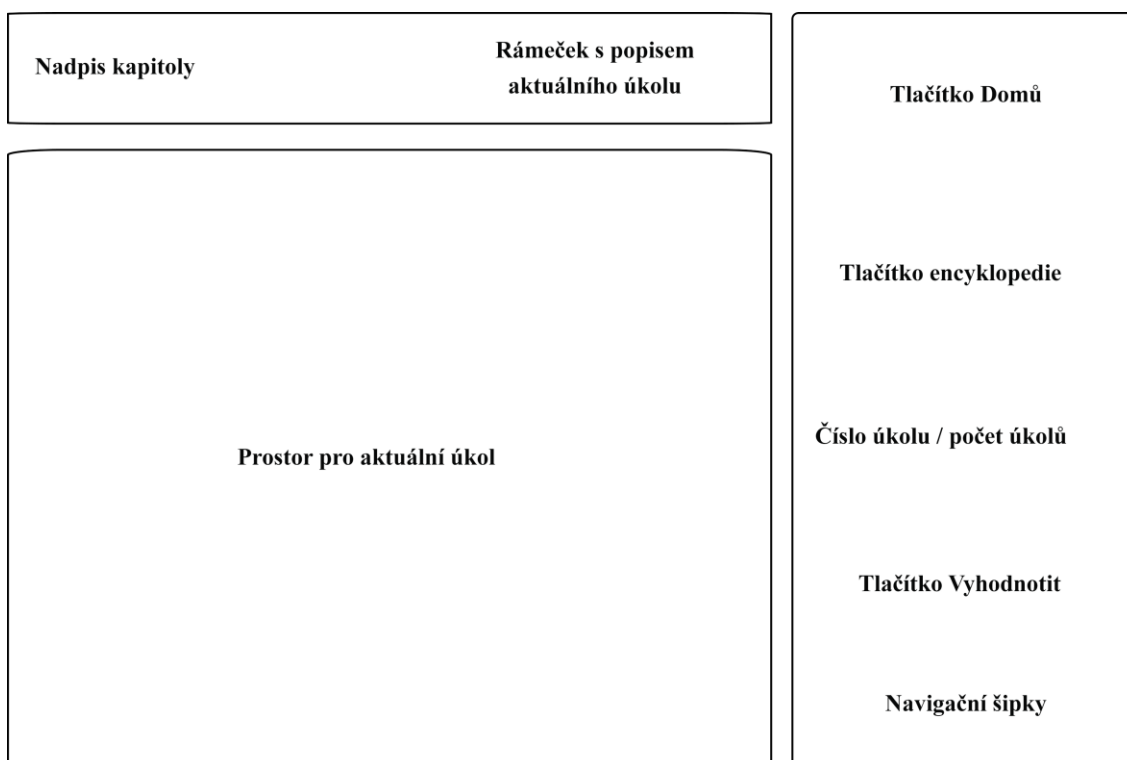 Nadpis kapitoly
Rámeček s popisem
aktuálního úkolu
Prostor pro aktuální úkol
Tlačítko Domů
Tlačítko encyklopedie
Číslo úkolu / počet úkolů
Tlačítko Vyhodnotit
Navigační šipky